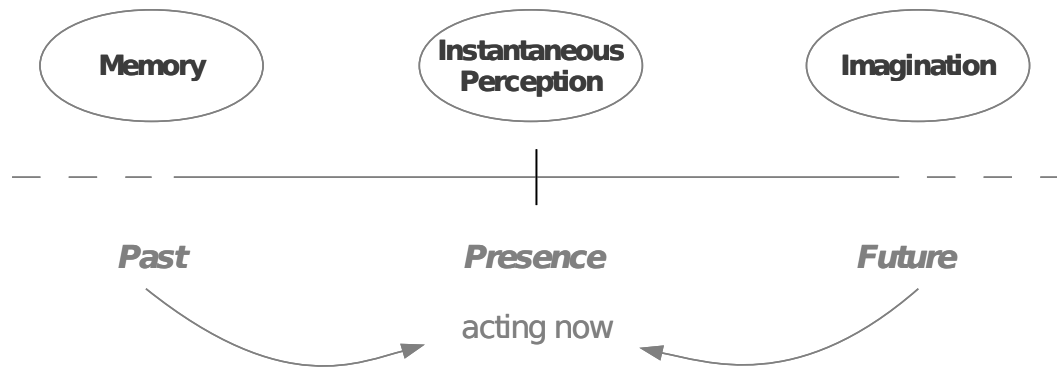 Memory
Instantaneous
Perception
Imagination
Past
Presence
Future
acting now